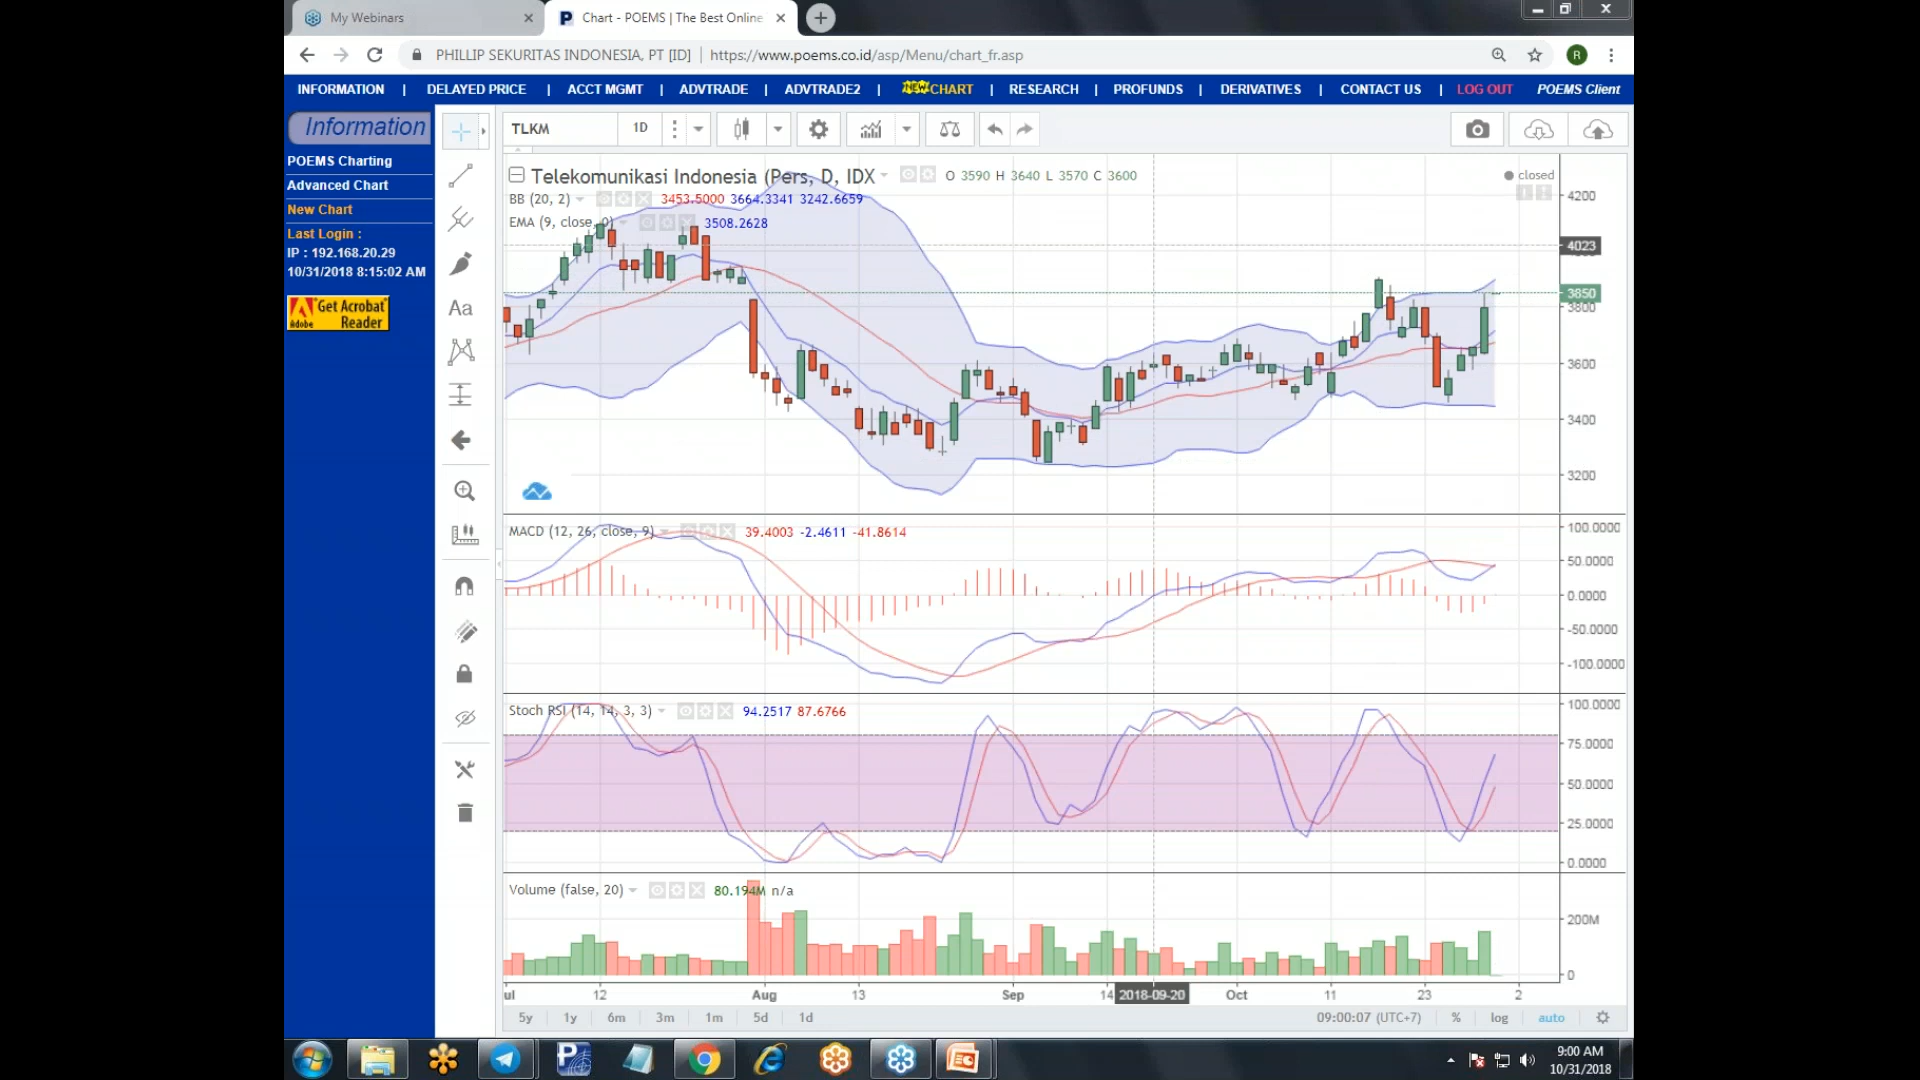 My Webinars
Chart - POEMS | The Best Online
PHILLIP SEKURITAS INDONESIA, PT [ID] | https://www.poems.co.id/asp/Menu/chart_fr.asp
R
INFORMATION | DELAYED PRICE | ACCT MGMT | ADVTRADE | ADVTRADE2 | NEW CHART | RESEARCH | PROFUNDS | DERIVATIVES | CONTACT US | LOG OUT POEMS Client
Information
POEMS Charting
Advanced Chart
New Chart
Last Login :
IP : 192.168.20.29
10/31/2018 8:15:02 AM
Get Acrobat
Adobe Reader
Aa
TLKM 1D
Telekomunikasi Indonesia (Pers, D, IDX O 3590 H 3640 L 3570 C 3600
closed
BB (20, 2) 3453.5000 3664.3341 3242.6659
EMA (9, close, 0) 3508.2628
4200
4023
3850
3800
3600
3400
3200
MACD (12, 26, close, 9) 39.4003 -2.4611 -41.8614
100.0000
50.0000
0.0000
-50.0000
-100.0000
Stoch RSI (14, 14, 3, 3) 94.2517 87.6766
100.0000
75.0000
50.0000
25.0000
0.0000
Volume (false, 20) 80.194M n/a
200M
0
ul 12 Aug 13 Sep 14 2018-09-20 Oct 11 23 2
5y 1y 6m 3m 1m 5d 1d
09:00:07 (UTC+7) % log auto
9:00 AM
10/31/2018